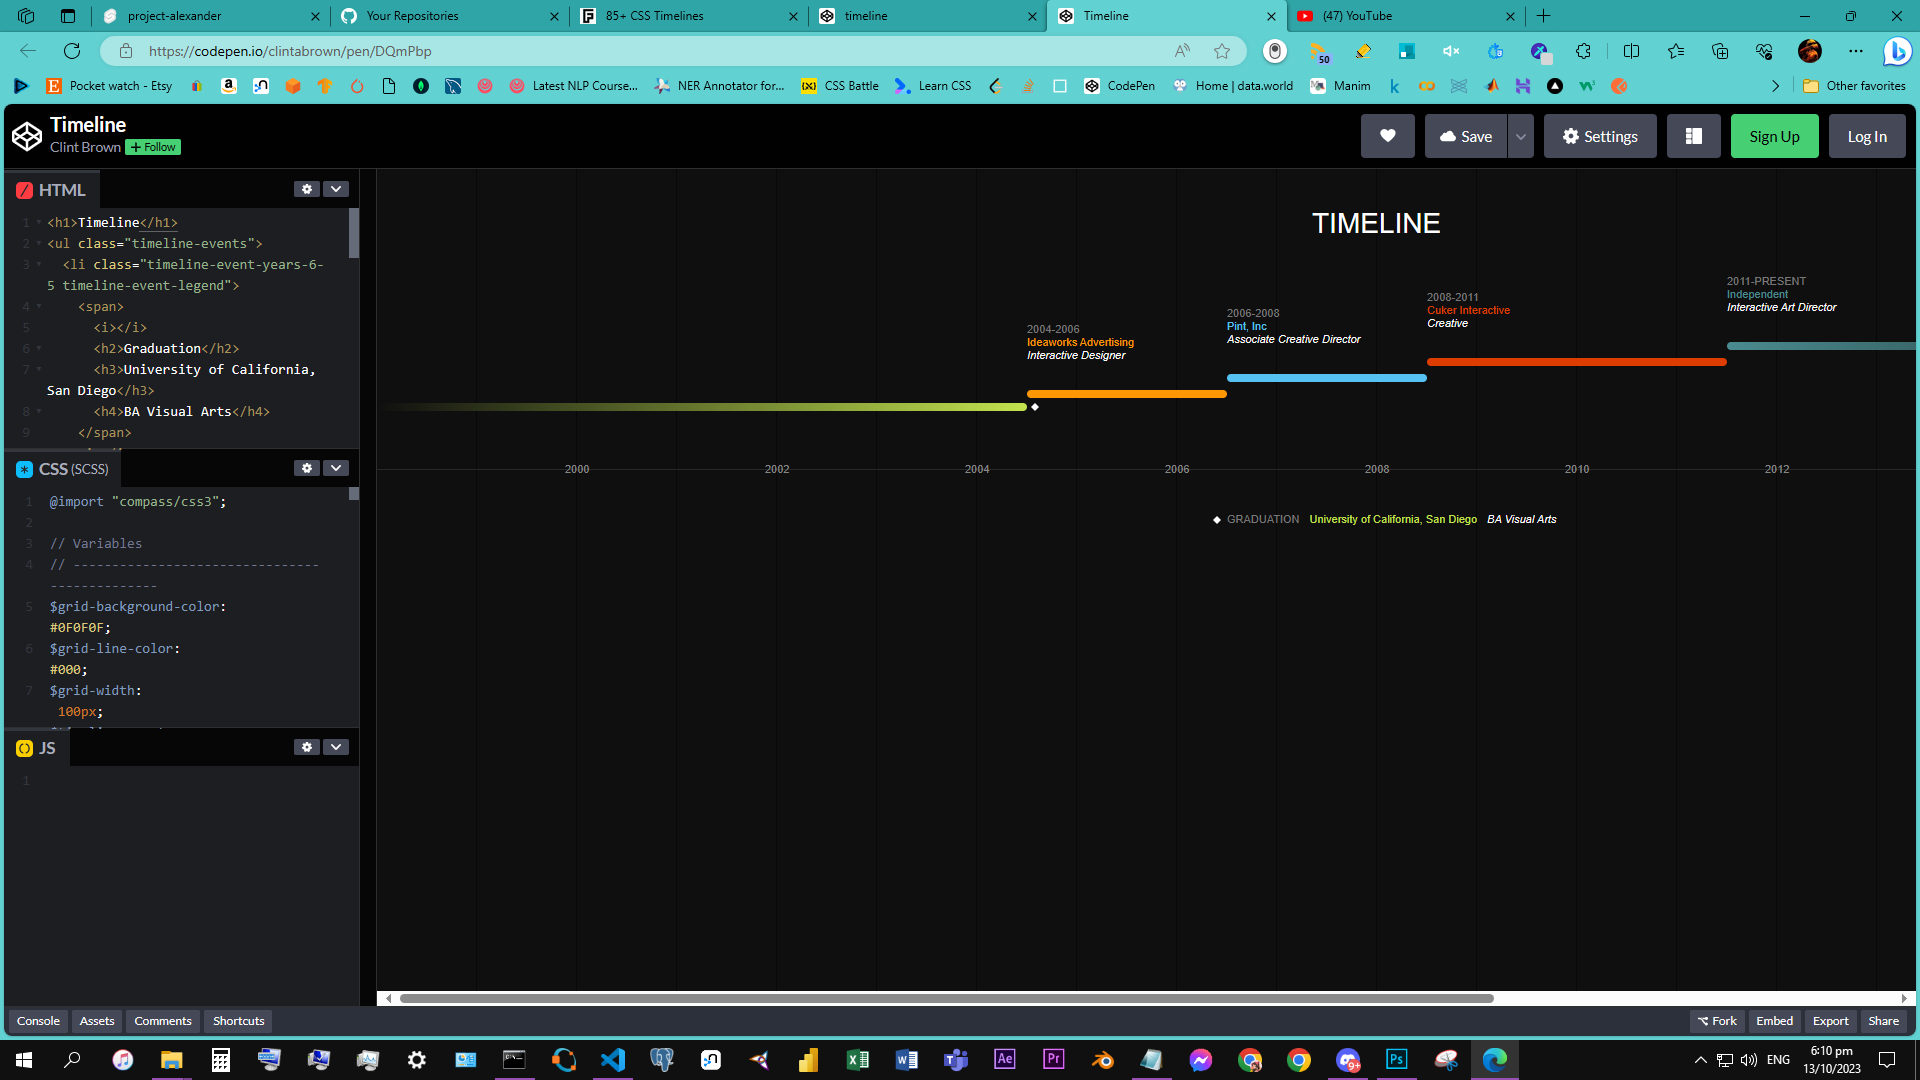 project-alexander
Your Repositories
85+ CSS Timelines
timeline
Timeline
(47) YouTube
https://codepen.io/clintabrown/pen/DQmPbp
50
Pocket watch - Etsy
Latest NLP Course...
NER Annotator for...
CSS Battle
Learn CSS
CodePen
Home | data.world
Manim
Other favorites
Timeline
Clint Brown
+ Follow
Save
Settings
Sign Up
Log In
HTML
1 <h1>Timeline</h1>
2 <ul class="timeline-events">
3 <li class="timeline-event-years-6-
5 timeline-event-legend">
4 <span>
5 <i></i>
6 <h2>Graduation</h2>
7 <h3>University of California,
San Diego</h3>
8 <h4>BA Visual Arts</h4>
9 </span>
CSS (SCSS)
1 @import "compass/css3";
2
3 // Variables
4 // --------------------------------
--------------
5 $grid-background-color:
#0F0F0F;
6 $grid-line-color:
#000;
7 $grid-width:
100px;
JS
1
TIMELINE
2004-2006
Ideaworks Advertising
Interactive Designer
2006-2008
Pint, Inc
Associate Creative Director
2008-2011
Cuker Interactive
Creative
2011-PRESENT
Independent
Interactive Art Director
2000 2002 2004 2006 2008 2010 2012
GRADUATION University of California, San Diego BA Visual Arts
Console
Assets
Comments
Shortcuts
Fork
Embed
Export
Share
ENG
6:10 pm
13/10/2023